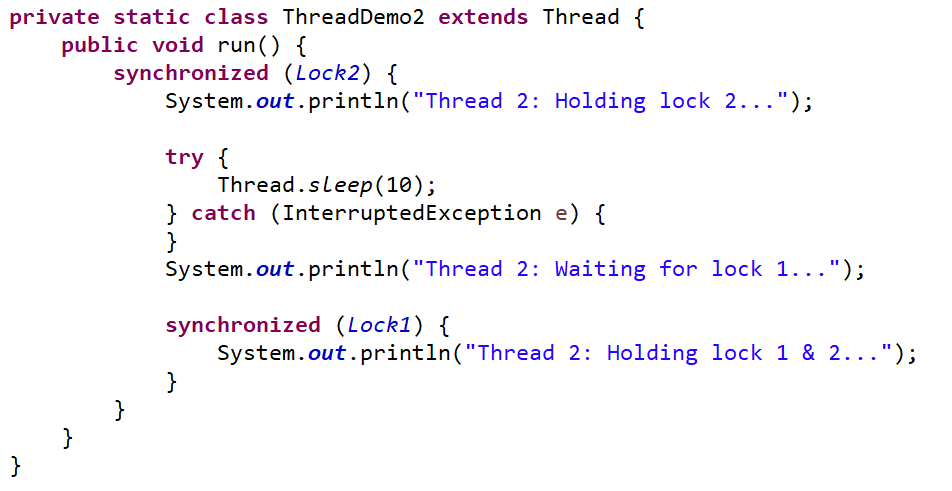 private static class ThreadDemo2 extends Thread {
    public void run() {
        synchronized (Lock2) {
            System.out.println("Thread 2: Holding lock 2...");

            try {
                Thread.sleep(10);
            } catch (InterruptedException e) {
            }
            System.out.println("Thread 2: Waiting for lock 1...");

            synchronized (Lock1) {
                System.out.println("Thread 2: Holding lock 1 & 2...");
            }
        }
    }
}